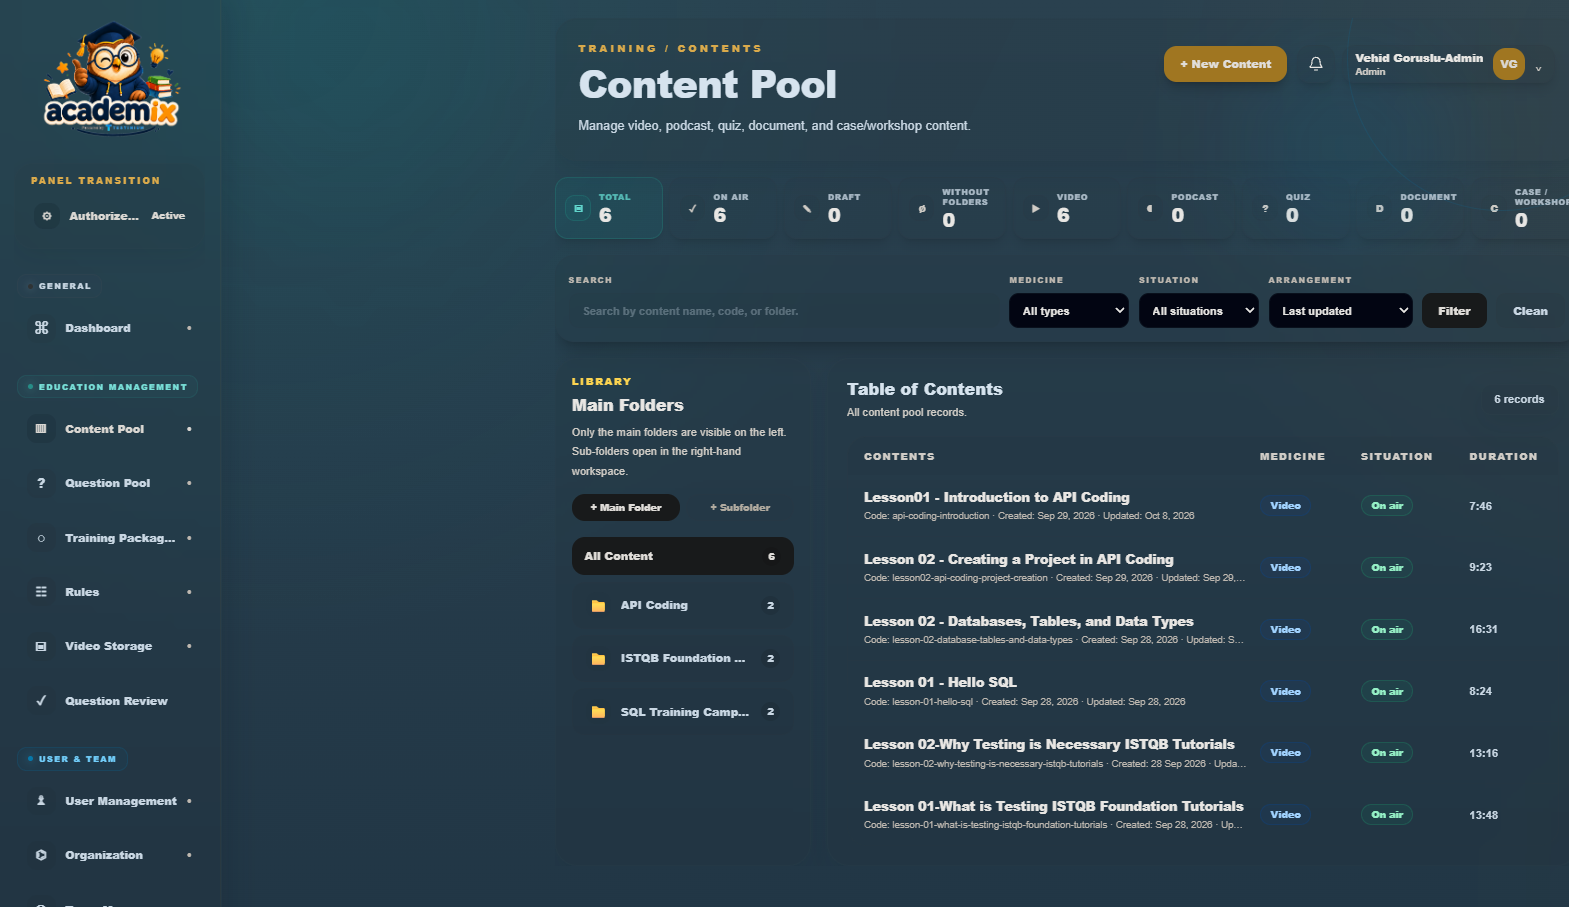 academix
PANEL TRANSITION
Authorize... Active
GENERAL
Dashboard
EDUCATION MANAGEMENT
Content Pool
Question Pool
Training Packag...
Rules
Video Storage
Question Review
USER & TEAM
User Management
Organization
TRAINING / CONTENTS
Content Pool
Manage video, podcast, quiz, document, and case/workshop content.
+ New Content
Vehid Goruslu-Admin
Admin
VG
TOTAL
6
ON AIR
6
DRAFT
0
WITHOUT
FOLDERS
0
VIDEO
6
PODCAST
0
QUIZ
0
DOCUMENT
0
CASE /
WORKSHOP
0
SEARCH
Search by content name, code, or folder.
MEDICINE
All types
SITUATION
All situations
ARRANGEMENT
Last updated
Filter
Clean
LIBRARY
Main Folders
Only the main folders are visible on the left.
Sub-folders open in the right-hand
workspace.
+ Main Folder
+ Subfolder
All Content 6
API Coding 2
ISTQB Foundation ... 2
SQL Training Camp... 2
Table of Contents
All content pool records.
6 records
CONTENTS MEDICINE SITUATION DURATION
Lesson01 - Introduction to API Coding
Code: api-coding-introduction · Created: Sep 29, 2026 · Updated: Oct 8, 2026
Video On air 7:46
Lesson 02 - Creating a Project in API Coding
Code: lesson02-api-coding-project-creation · Created: Sep 29, 2026 · Updated: Sep 29,...
Video On air 9:23
Lesson 02 - Databases, Tables, and Data Types
Code: lesson-02-database-tables-and-data-types · Created: Sep 28, 2026 · Updated: S...
Video On air 16:31
Lesson 01 - Hello SQL
Code: lesson-01-hello-sql · Created: Sep 28, 2026 · Updated: Sep 28, 2026
Video On air 8:24
Lesson 02-Why Testing is Necessary ISTQB Tutorials
Code: lesson-02-why-testing-is-necessary-istqb-tutorials · Created: 28 Sep 2026 · Upda...
Video On air 13:16
Lesson 01-What is Testing ISTQB Foundation Tutorials
Code: lesson-01-what-is-testing-istqb-foundation-tutorials · Created: Sep 28, 2026 · Up...
Video On air 13:48